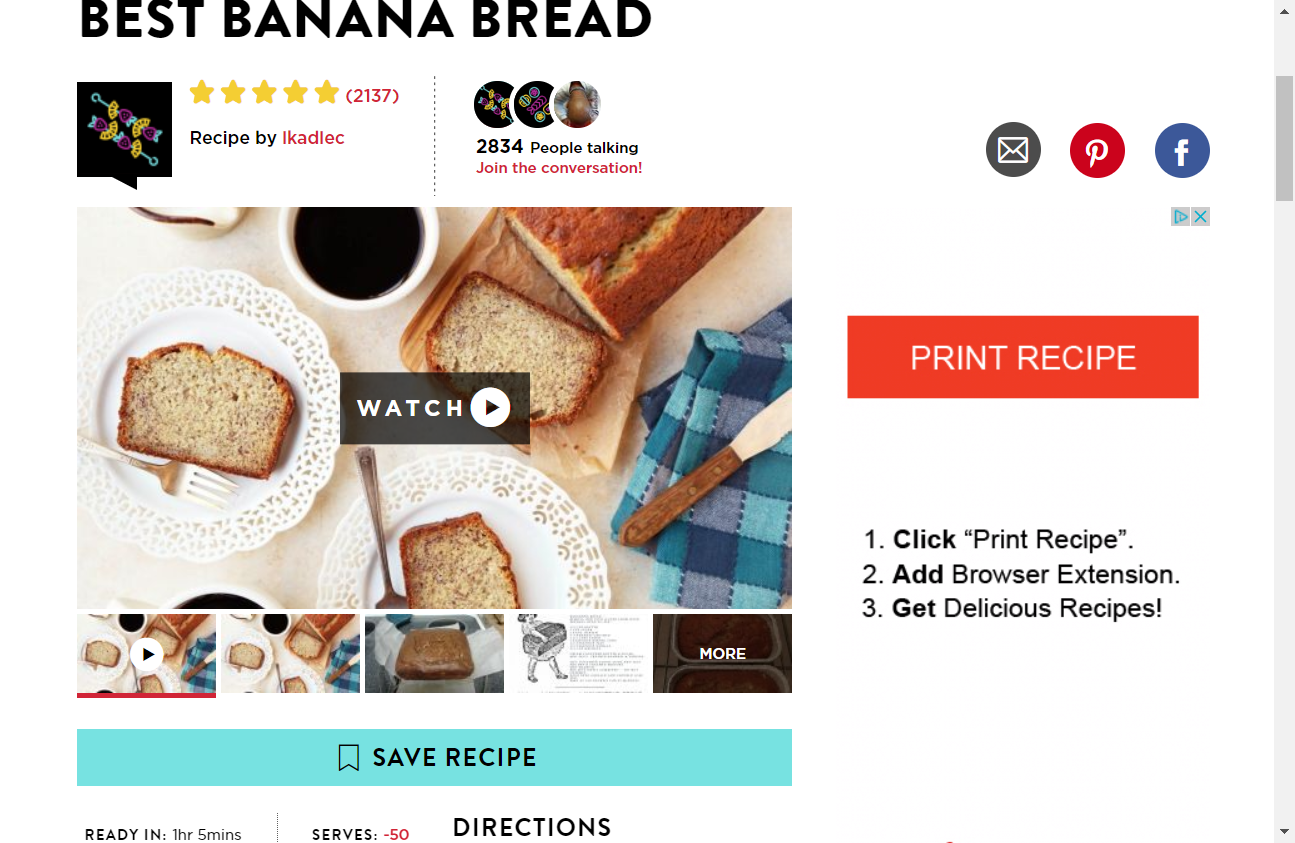 BEST BANANA BREAD
(2137)
Recipe by lkadlec
2834 People talking
Join the conversation!
WATCH
PRINT RECIPE
1. Click “Print Recipe”.
2. Add Browser Extension.
3. Get Delicious Recipes!
MORE
SAVE RECIPE
READY IN: 1hr 5mins
SERVES: -50
DIRECTIONS